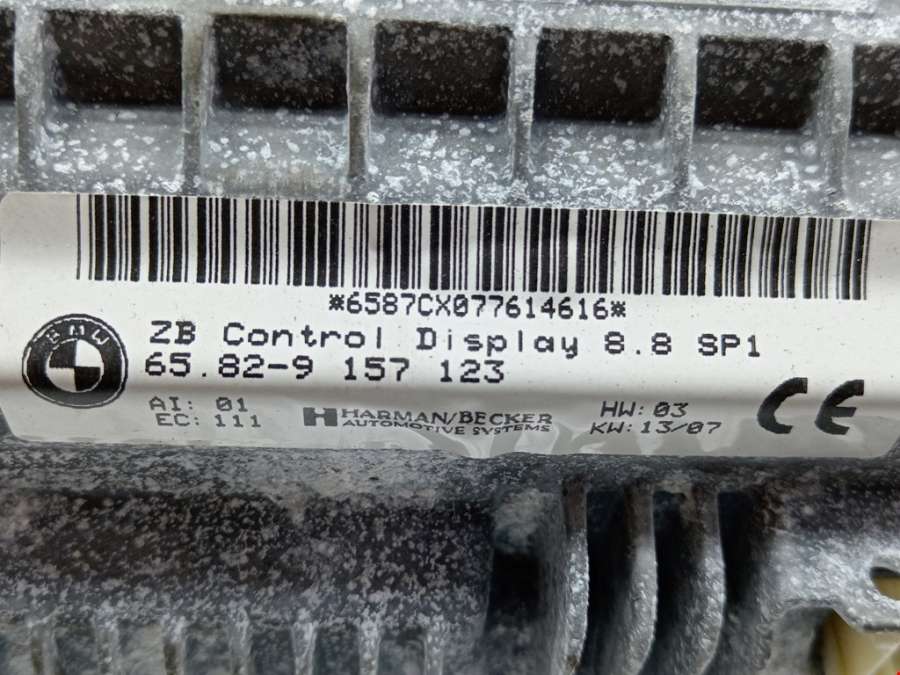 *6587CX077614616*
BMW
ZB Control Display 8.8 SP1
65.82-9 157 123
AI: 01
EC: 111
HARMAN/BECKER
AUTOMOTIVE SYSTEMS
HW: 03
KW: 13/07
CE